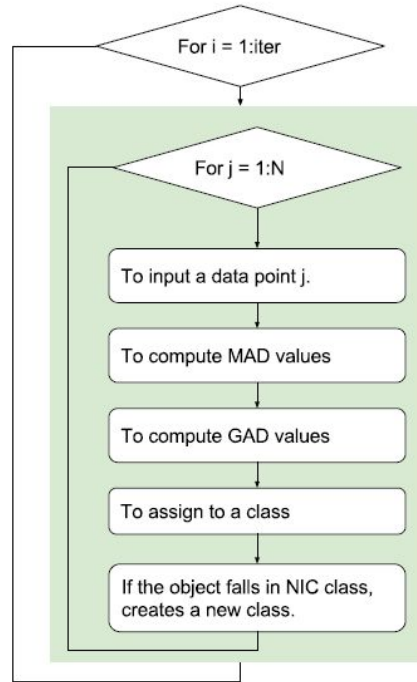 For i = 1:iter
For j = 1:N
To input a data point j.
To compute MAD values
To compute GAD values
To assign to a class
If the object falls in NIC class,
creates a new class.